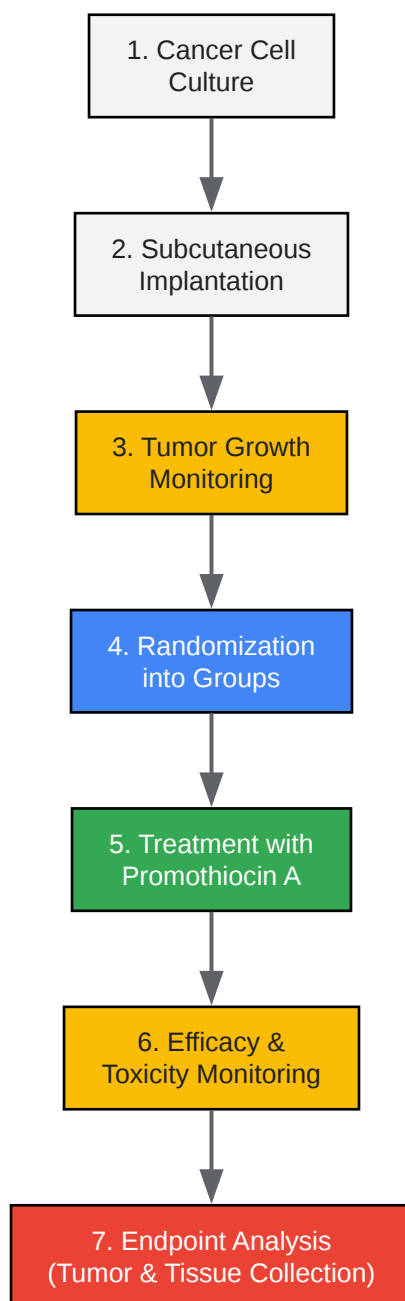 1. Cancer Cell
Culture
2. Subcutaneous
Implantation
3. Tumor Growth
Monitoring
4. Randomization
into Groups
5. Treatment with
Promothiocin A
6. Efficacy &
Toxicity Monitoring
7. Endpoint Analysis
(Tumor & Tissue Collection)